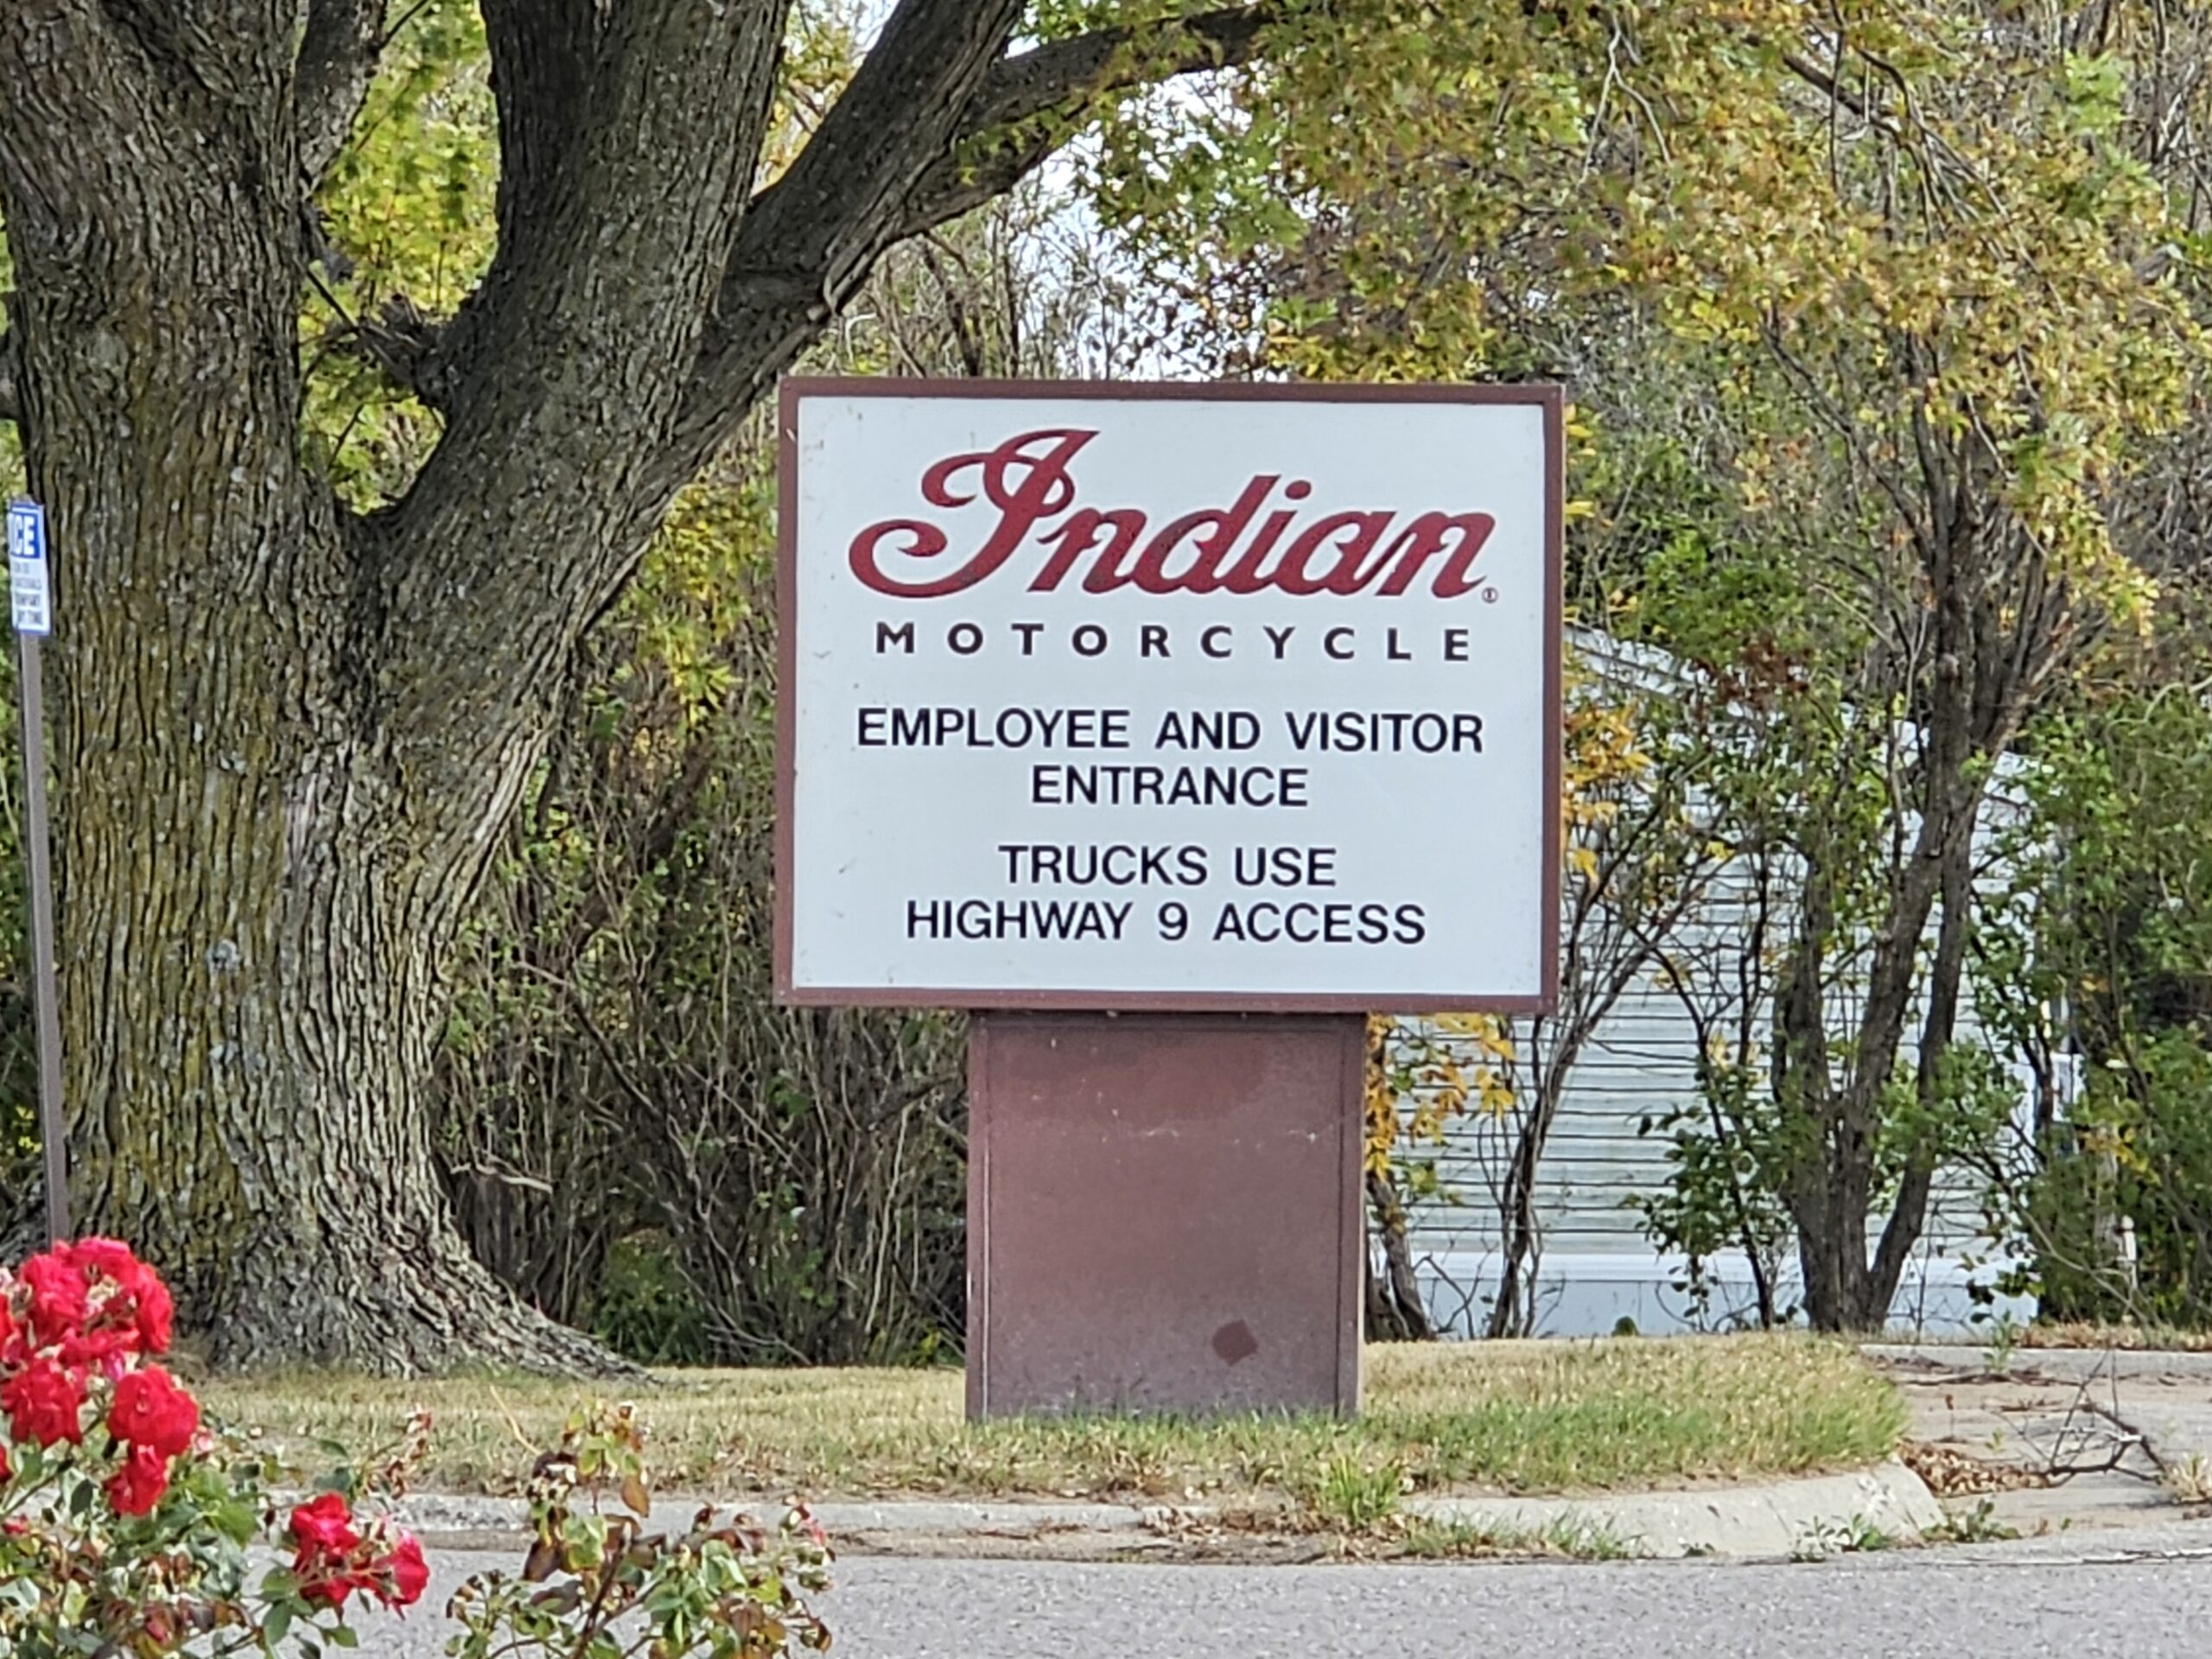 Indian®
MOTORCYCLE
EMPLOYEE AND VISITOR
ENTRANCE
TRUCKS USE
HIGHWAY 9 ACCESS